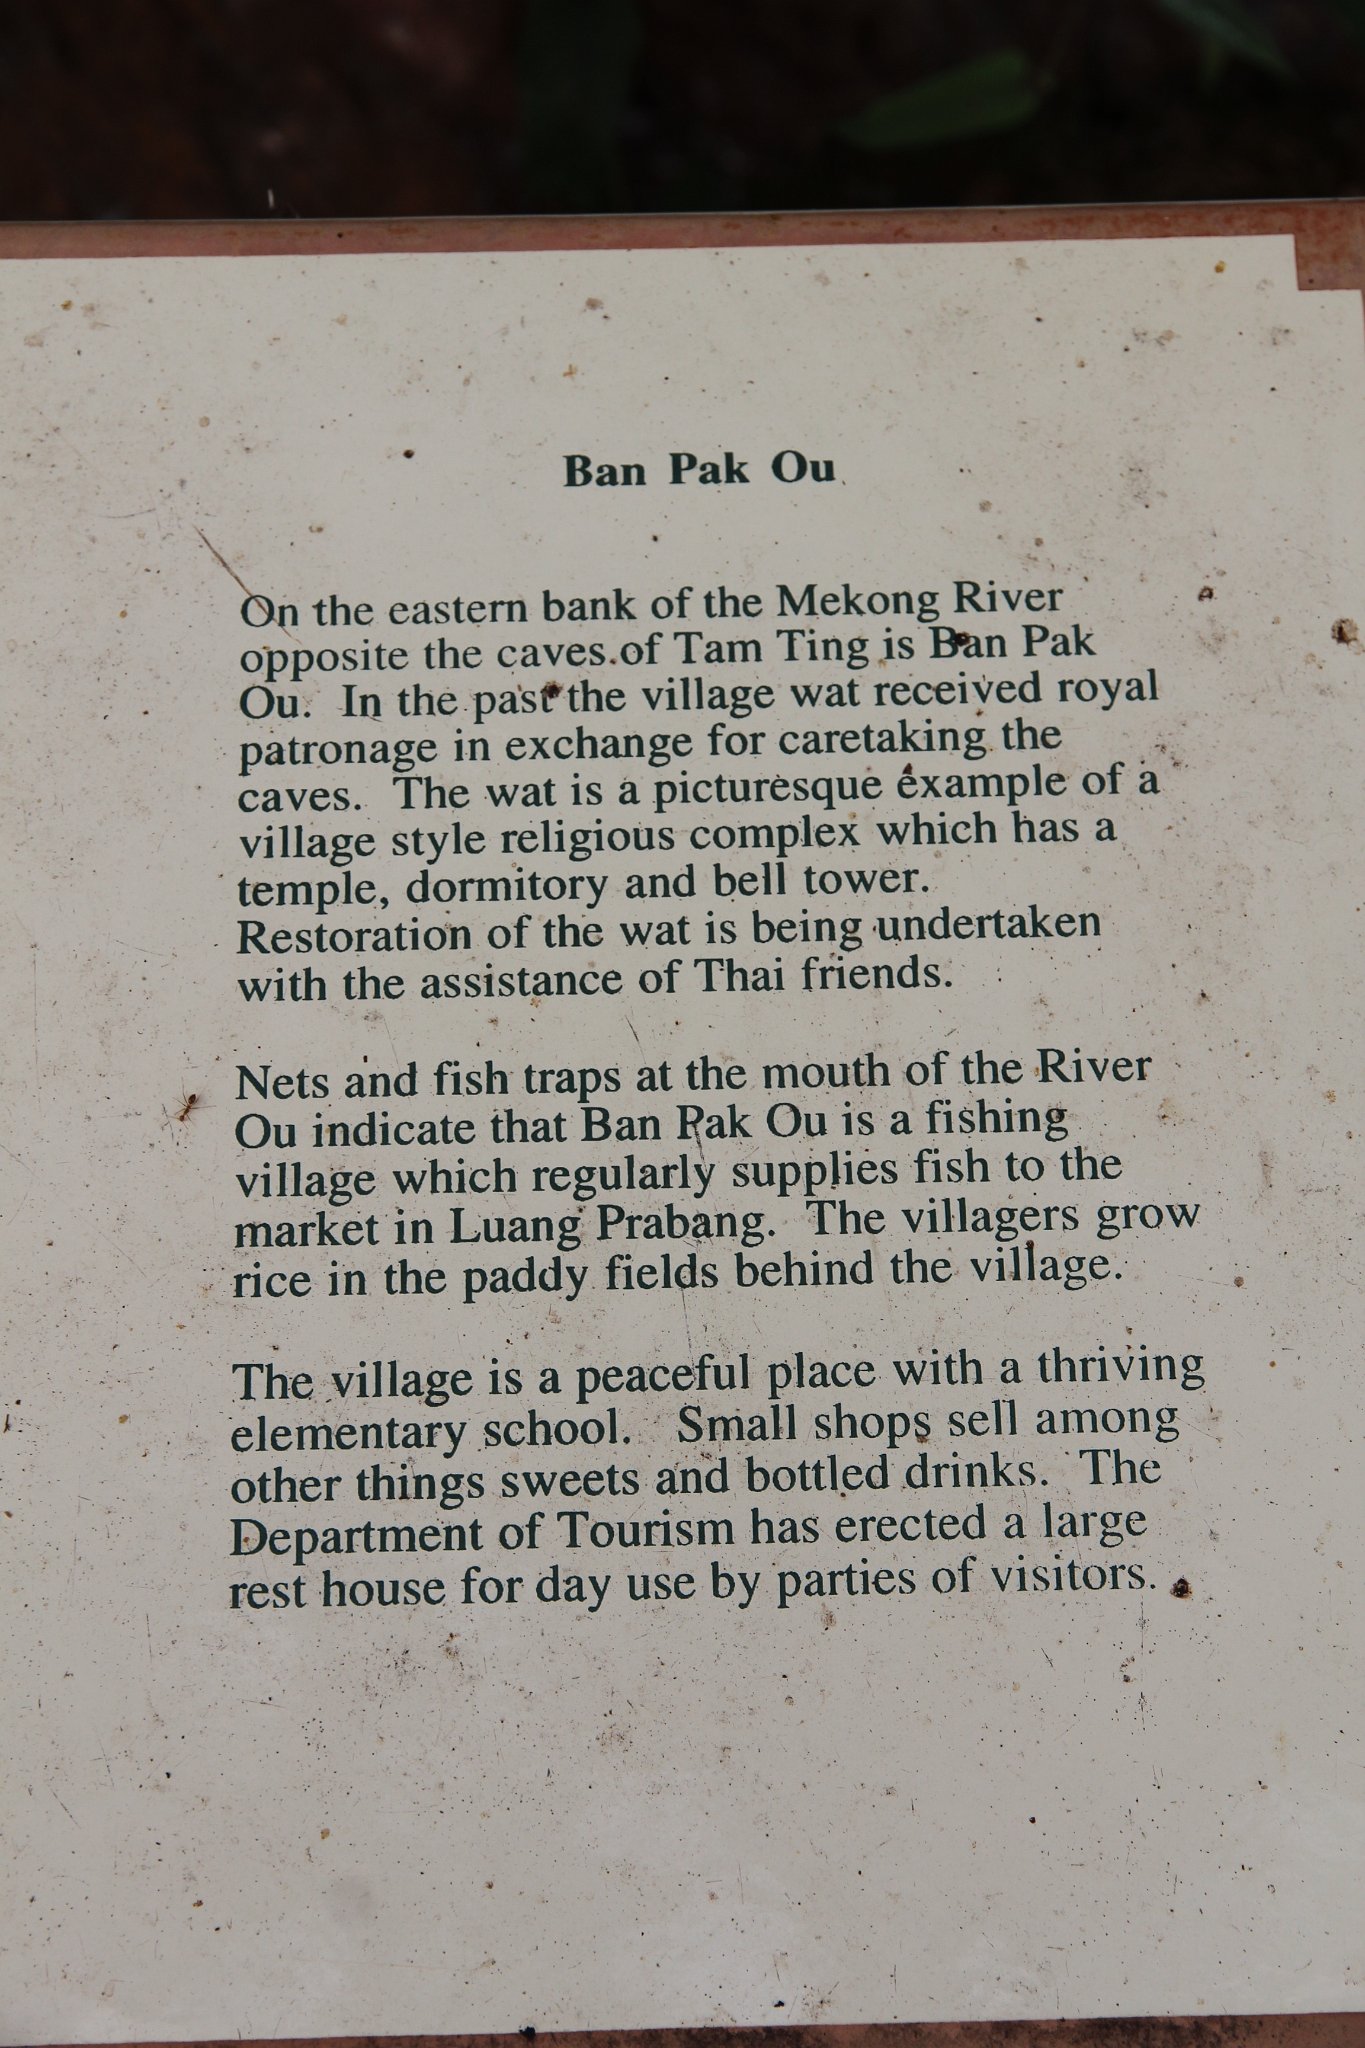 Ban Pak Ou
On the eastern bank of the Mekong River
opposite the caves of Tam Ting is Ban Pak
Ou. In the past the village wat received royal
patronage in exchange for caretaking the
caves. The wat is a picturesque example of a
village style religious complex which has a
temple, dormitory and bell tower.
Restoration of the wat is being undertaken
with the assistance of Thai friends.
Nets and fish traps at the mouth of the River
Ou indicate that Ban Pak Ou is a fishing
village which regularly supplies fish to the
market in Luang Prabang. The villagers grow
rice in the paddy fields behind the village.
The village is a peaceful place with a thriving
elementary school. Small shops sell among
other things sweets and bottled drinks. The
Department of Tourism has erected a large
rest house for day use by parties of visitors.